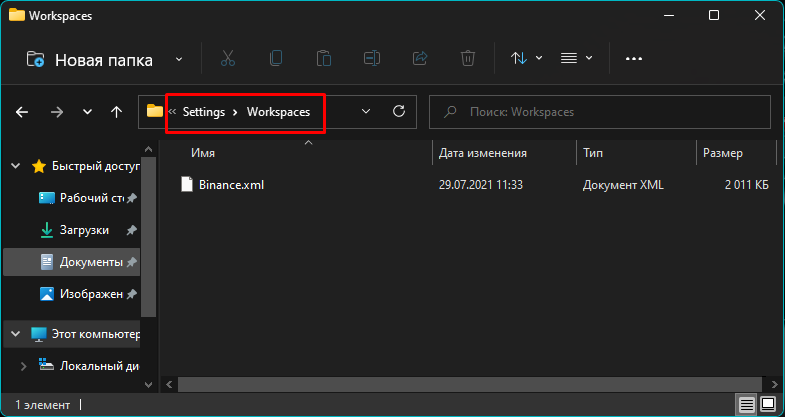 Workspaces
Новая папка
« Settings > Workspaces
Поиск: Workspaces
Быстрый доступ
Рабочий сто
Загрузки
Документы
Изображен
Этот компьютер
Локальный ди
Имя Дата изменения Тип Размер
Binance.xml 29.07.2021 11:33 Документ XML 2 011 КБ
1 элемент